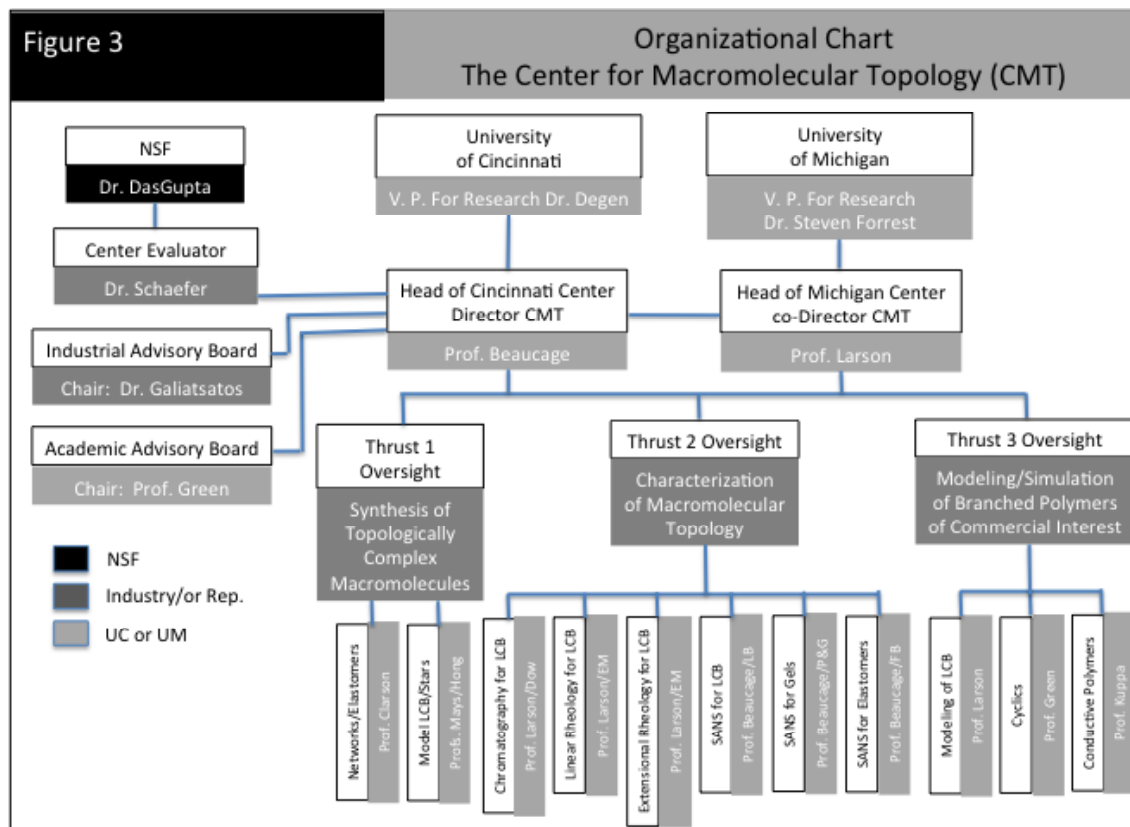 Figure 3
Organizational Chart
The Center for Macromolecular Topology (CMT)
NSF
Dr. DasGupta
University
of Cincinnati
V. P. For Research Dr. Degen
University
of Michigan
V. P. For Research
Dr. Steven Forrest
Center Evaluator
Dr. Schaefer
Head of Cincinnati Center
Director CMT
Prof. Beaucage
Head of Michigan Center
co-Director CMT
Prof. Larson
Industrial Advisory Board
Chair: Dr. Galiatsatos
Academic Advisory Board
Chair: Prof. Green
Thrust 1
Oversight
Synthesis of
Topologically
Complex
Macromolecules
Thrust 2 Oversight
Characterization
of Macromolecular
Topology
Thrust 3 Oversight
Modeling/Simulation
of Branched Polymers
of Commercial Interest
NSF
Industry/or Rep.
UC or UM
Networks/Elastomers
Prof. Clarson
Model LCB/Stars
Profs. Mays/Hong
Chromatography for LCB
Prof. Larson/Dow
Linear Rheology for LCB
Prof. Larson/EM
Extensional Rheology for LCB
Prof. Larson/EM
SANS for LCB
Prof. Beaucage/LB
SANS for Gels
Prof. Beaucage/P&G
SANS for Elastomers
Prof. Beaucage/FB
Modeling of LCB
Prof. Larson
Cyclics
Prof. Green
Conductive Polymers
Prof. Kuppa